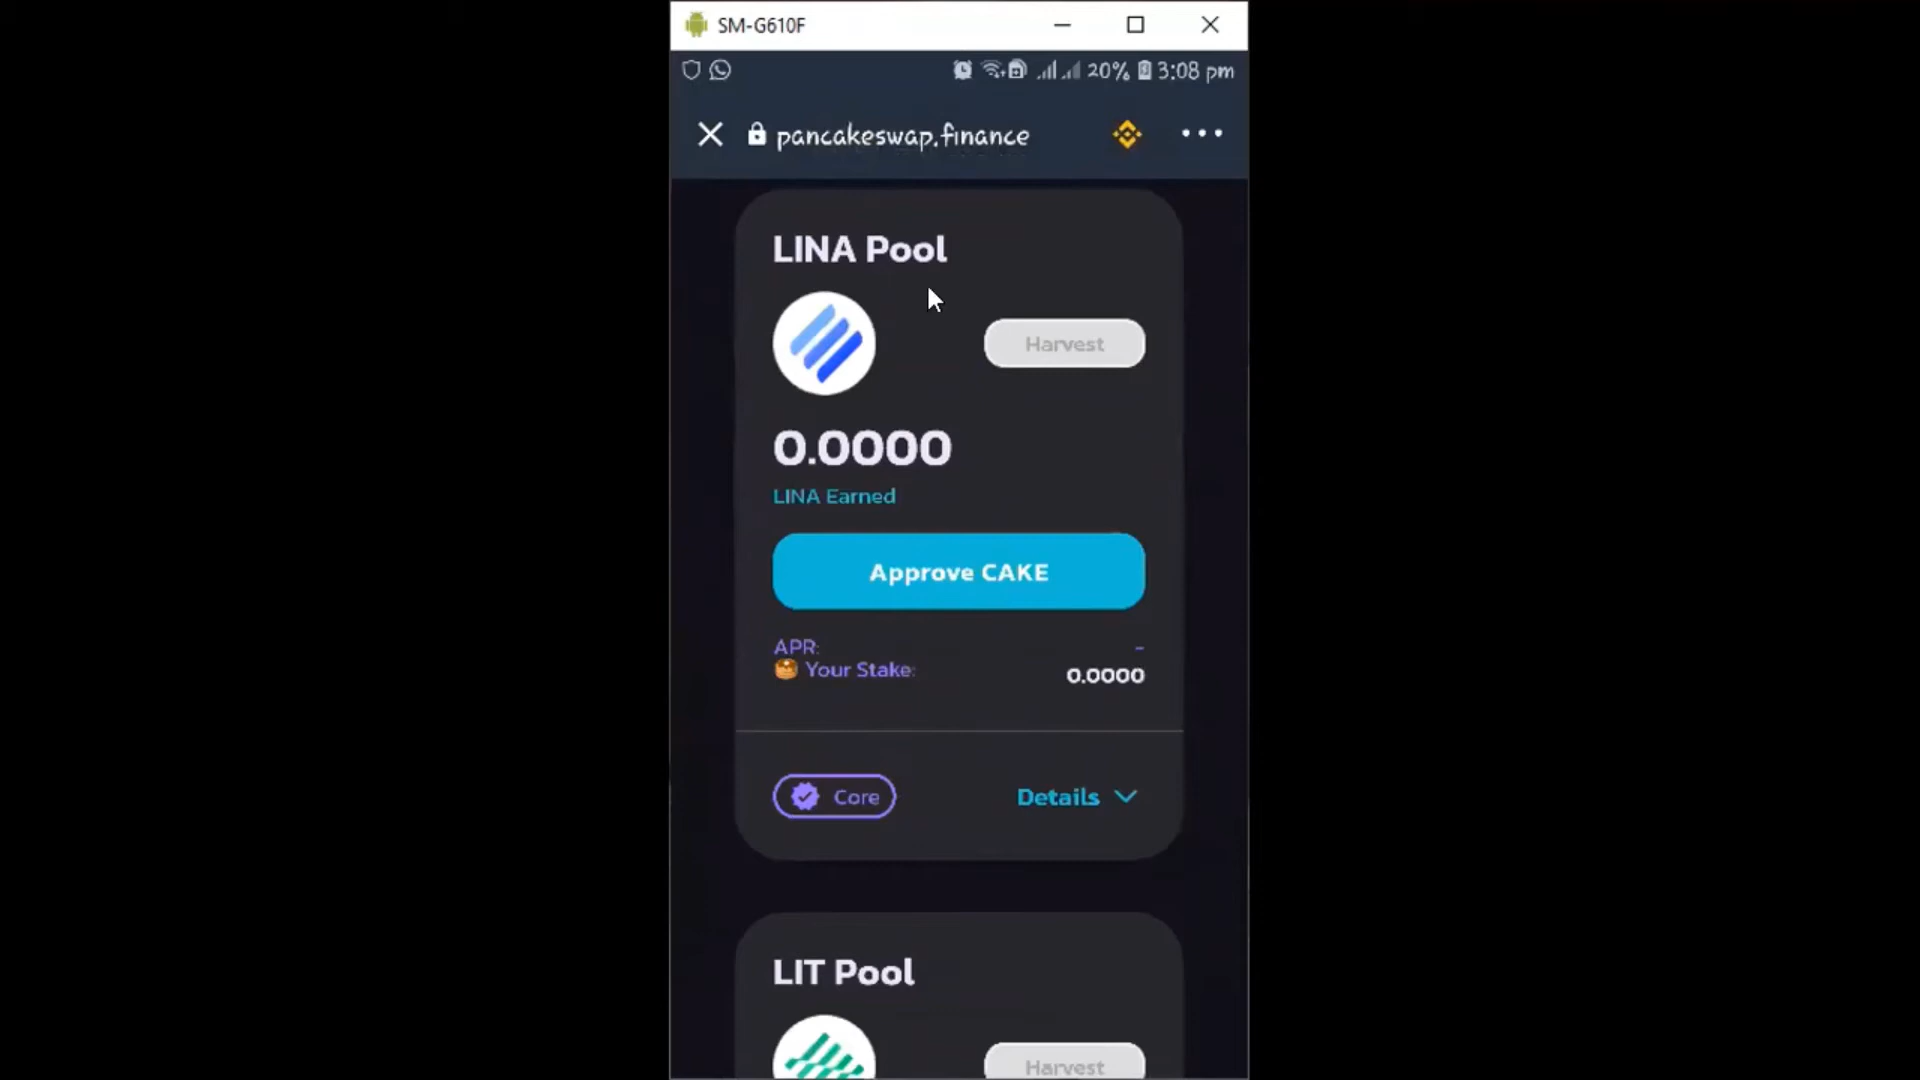 SM-G610F
20% 3:08 pm
pancakeswap.finance
LINA Pool
Harvest
0.0000
LINA Earned
Approve CAKE
APR: -
Your Stake: 0.0000
Core
Details
LIT Pool
Harvest